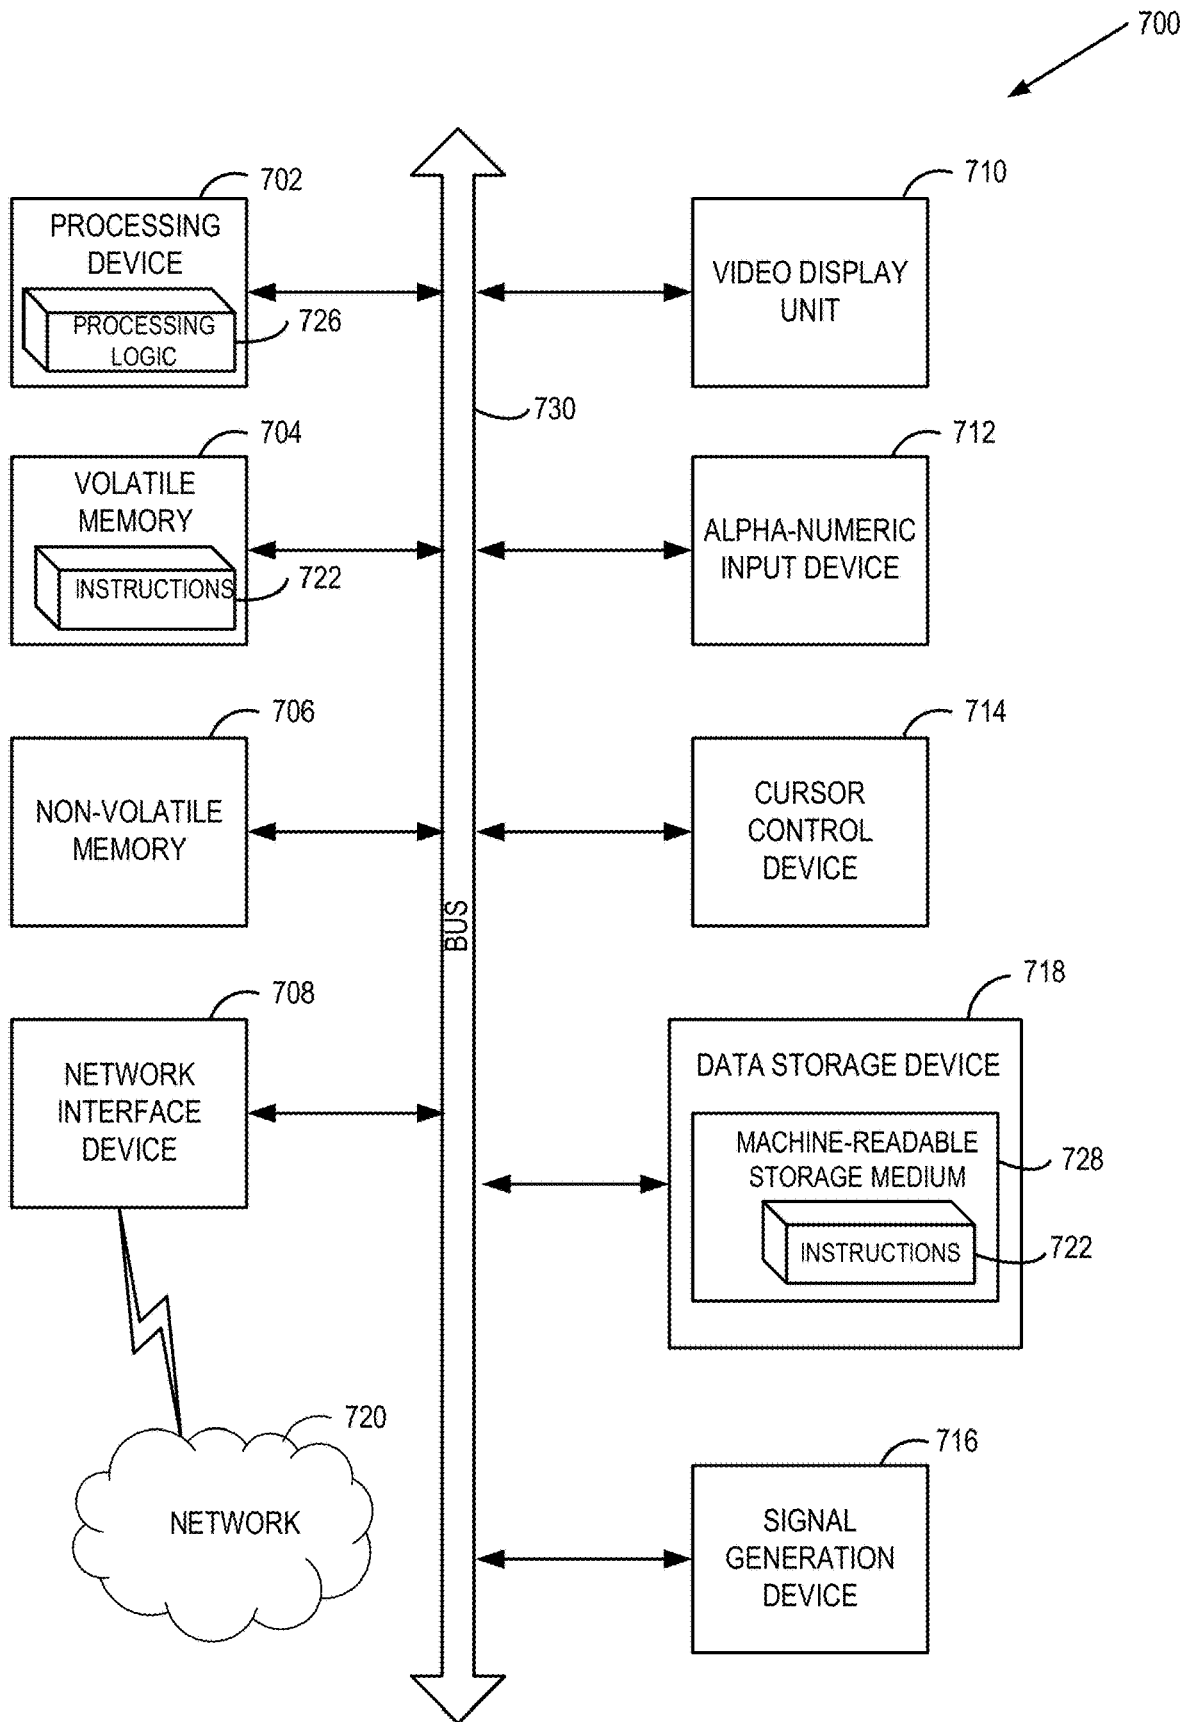 700
702
PROCESSING
DEVICE
PROCESSING
LOGIC
726
710
VIDEO DISPLAY
UNIT
730
704
VOLATILE
MEMORY
INSTRUCTIONS
722
712
ALPHA-NUMERIC
INPUT DEVICE
706
NON-VOLATILE
MEMORY
714
CURSOR
CONTROL
DEVICE
BUS
708
NETWORK
INTERFACE
DEVICE
718
DATA STORAGE DEVICE
MACHINE-READABLE
STORAGE MEDIUM
728
INSTRUCTIONS
722
720
NETWORK
716
SIGNAL
GENERATION
DEVICE